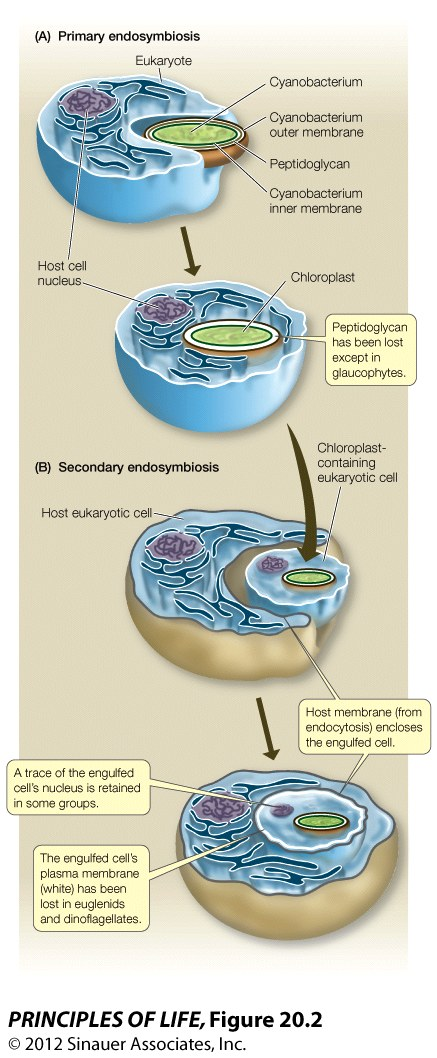 (A) Primary endosymbiosis
Eukaryote
Cyanobacterium
Cyanobacterium
outer membrane
Peptidoglycan
Cyanobacterium
inner membrane
Host cell
nucleus
Chloroplast
Peptidoglycan
has been lost
except in
glaucophytes.
(B) Secondary endosymbiosis
Chloroplast-
containing
eukaryotic cell
Host eukaryotic cell
Host membrane (from
endocytosis) encloses
the engulfed cell.
A trace of the engulfed
cell’s nucleus is retained
in some groups.
The engulfed cell’s
plasma membrane
(white) has been
lost in euglenids
and dinoflagellates.
PRINCIPLES OF LIFE, Figure 20.2
© 2012 Sinauer Associates, Inc.